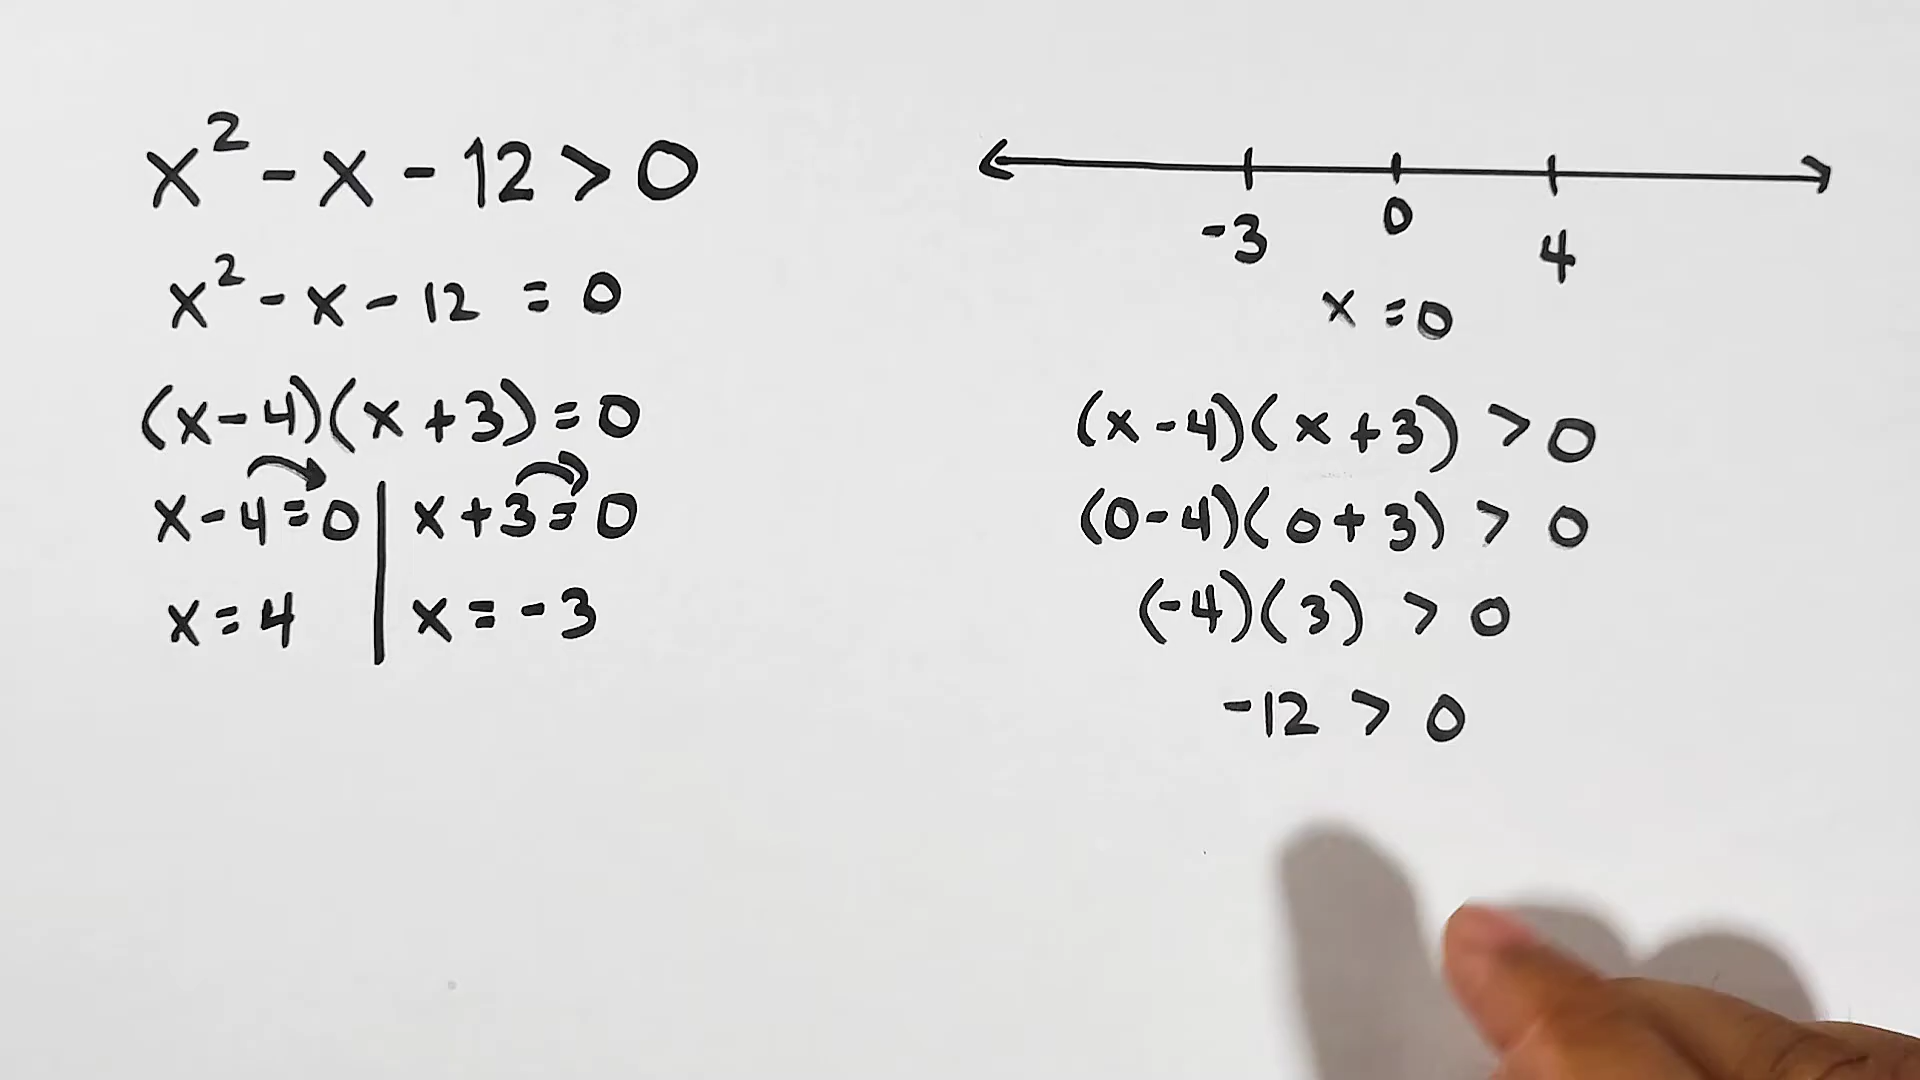 x² - x - 12 > 0
x² - x - 12 = 0
(x - 4)(x + 3) = 0
x - 4 = 0 | x + 3 = 0
x = 4 | x = -3
-3 0 4
x = 0
(x - 4)(x + 3) > 0
(0 - 4)(0 + 3) > 0
(-4)(3) > 0
-12 > 0